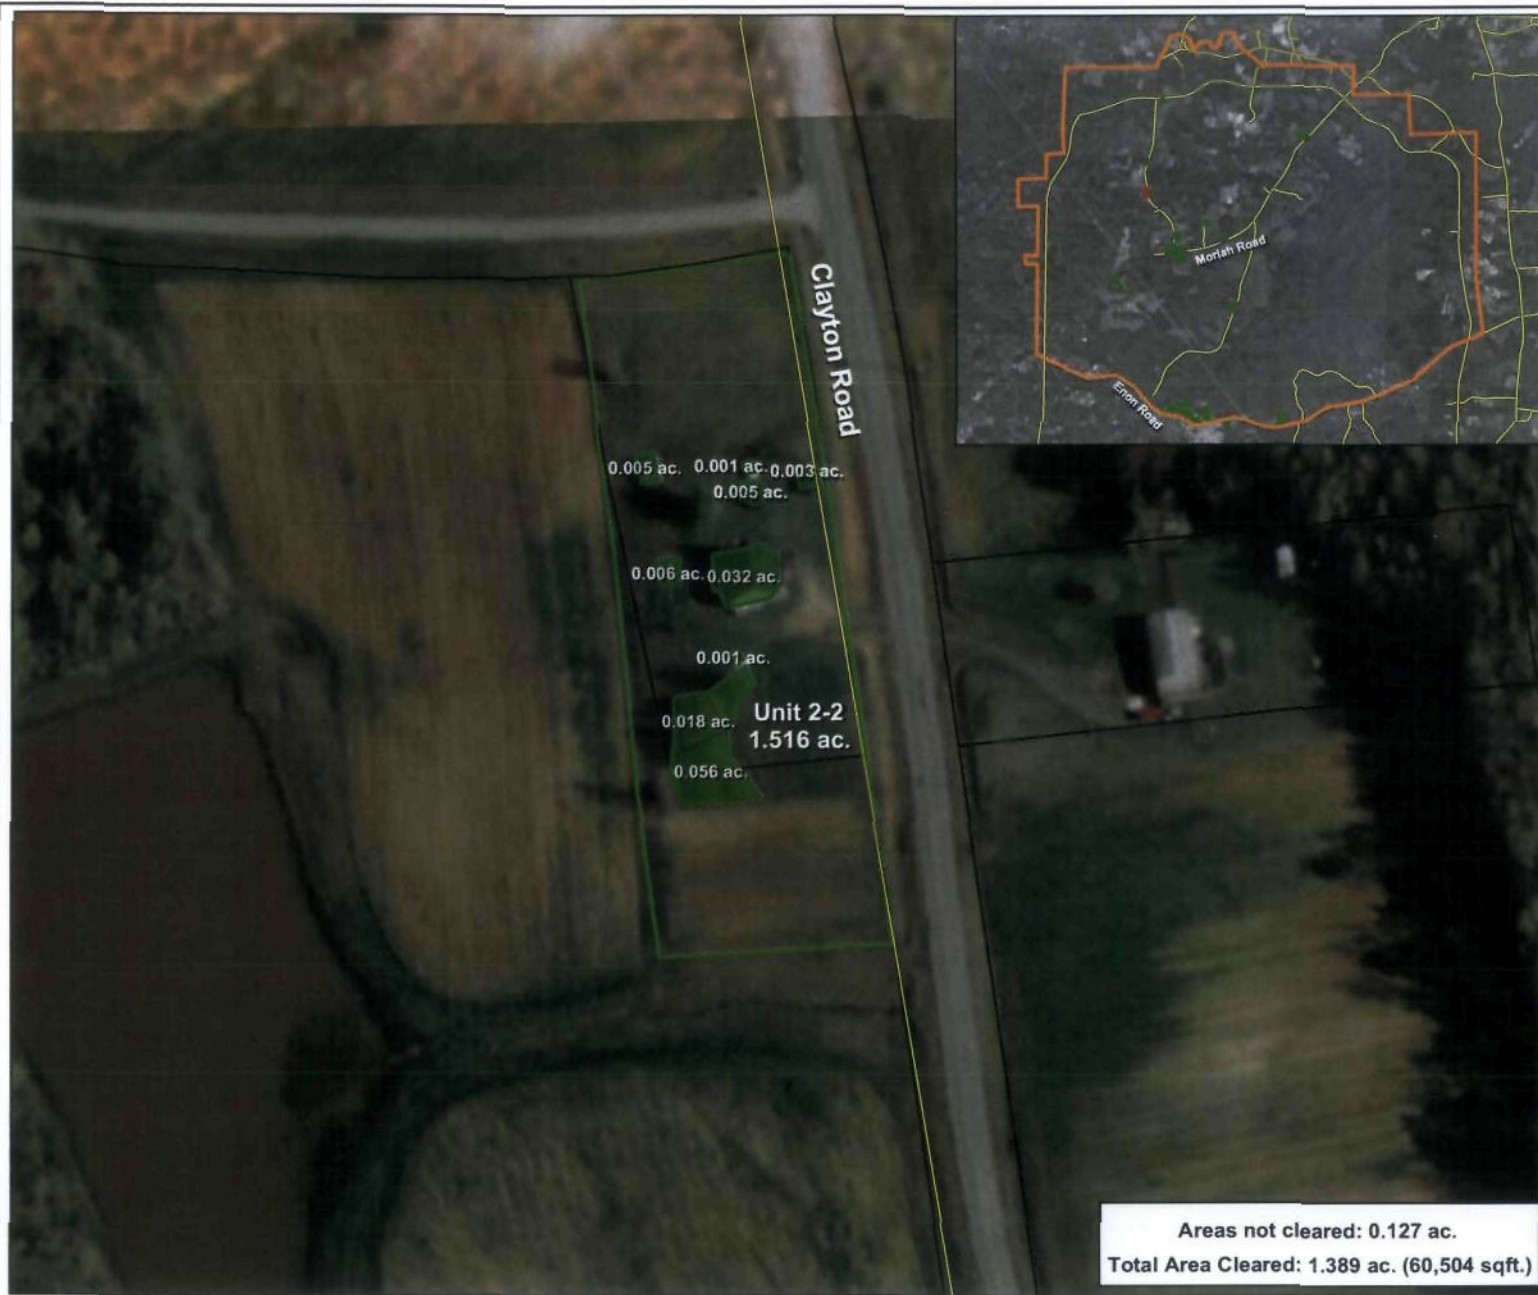 Moriah Road
Enon Road
Clayton Road
0.005 ac.
0.001 ac.
0.003 ac.
0.005 ac.
0.006 ac.
0.032 ac.
0.001 ac.
0.018 ac.
Unit 2-2
1.516 ac.
0.056 ac.
Areas not cleared: 0.127 ac.
Total Area Cleared: 1.389 ac. (60,504 sqft.)